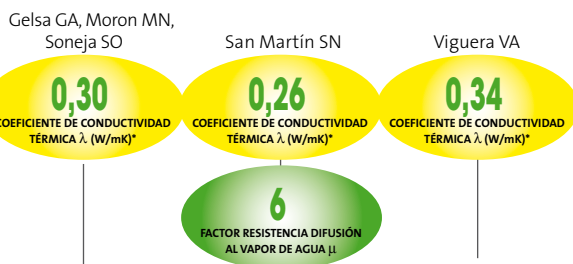 Gelsa GA, Moron MN,
Soneja SO
San Martín SN
Viguera VA
0,30
COEFICIENTE DE CONDUCTIVIDAD
TÉRMICA λ (W/mK)*
0,26
COEFICIENTE DE CONDUCTIVIDAD
TÉRMICA λ (W/mK)*
0,34
COEFICIENTE DE CONDUCTIVIDAD
TÉRMICA λ (W/mK)*
6
FACTOR RESISTENCIA DIFUSIÓN
AL VAPOR DE AGUA μ